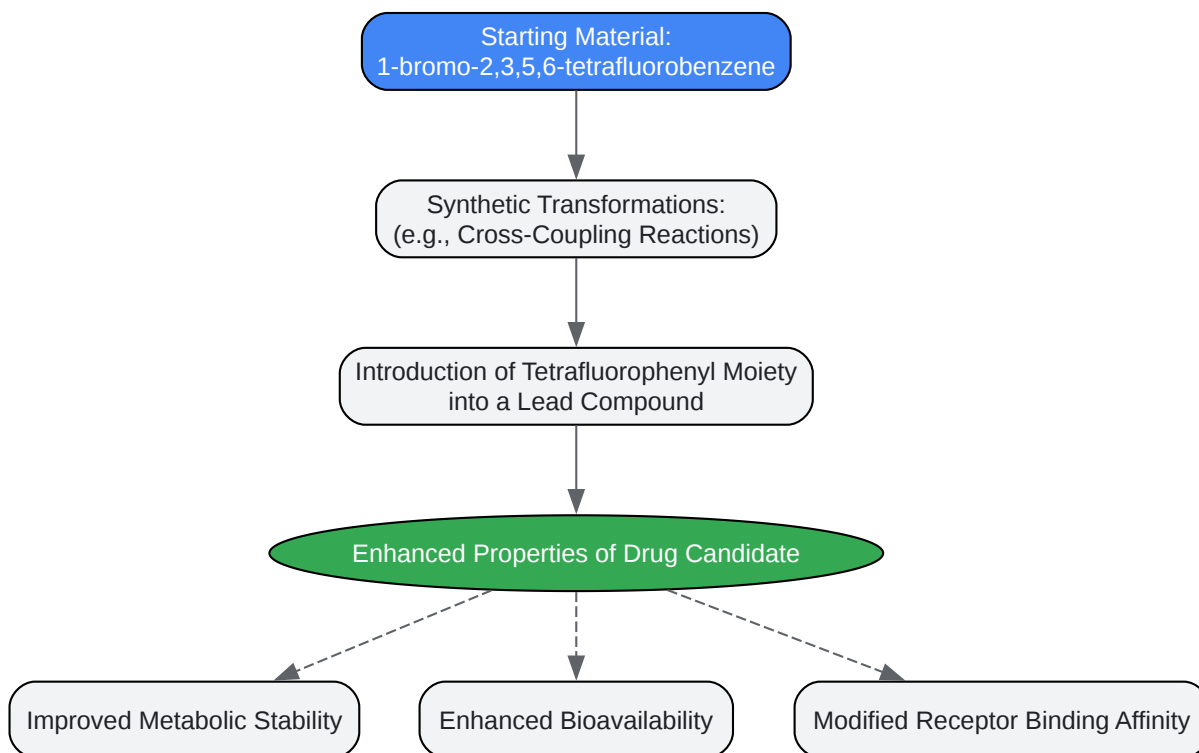 Starting Material:
1-bromo-2,3,5,6-tetrafluorobenzene
Synthetic Transformations:
(e.g., Cross-Coupling Reactions)
Introduction of Tetrafluorophenyl Moiety
into a Lead Compound
Enhanced Properties of Drug Candidate
Improved Metabolic Stability
Enhanced Bioavailability
Modified Receptor Binding Affinity